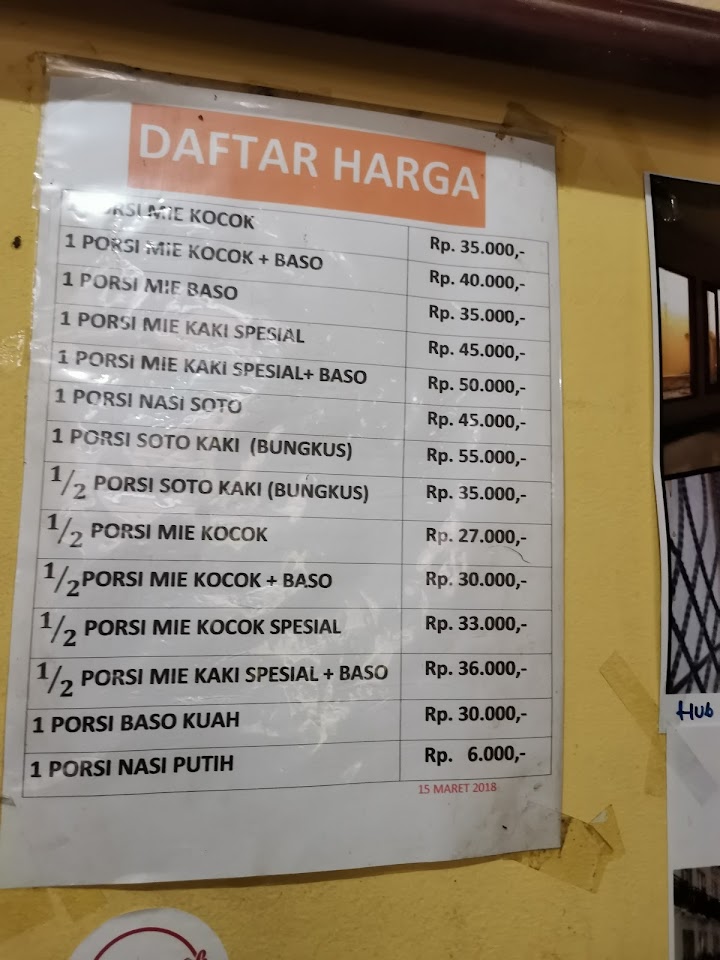 DAFTAR HARGA
1 PORSI MIE KOCOK Rp. 35.000,-
1 PORSI MIE KOCOK + BASO Rp. 40.000,-
1 PORSI MIE BASO Rp. 35.000,-
1 PORSI MIE KAKI SPESIAL Rp. 45.000,-
1 PORSI MIE KAKI SPESIAL+ BASO Rp. 50.000,-
1 PORSI NASI SOTO Rp. 45.000,-
1 PORSI SOTO KAKI (BUNGKUS) Rp. 55.000,-
1/2 PORSI SOTO KAKI (BUNGKUS) Rp. 35.000,-
1/2 PORSI MIE KOCOK Rp. 27.000,-
1/2PORSI MIE KOCOK + BASO Rp. 30.000,-
1/2 PORSI MIE KOCOK SPESIAL Rp. 33.000,-
1/2 PORSI MIE KAKI SPESIAL + BASO Rp. 36.000,-
1 PORSI BASO KUAH Rp. 30.000,-
1 PORSI NASI PUTIH Rp. 6.000,-
15 MARET 2018
HUB